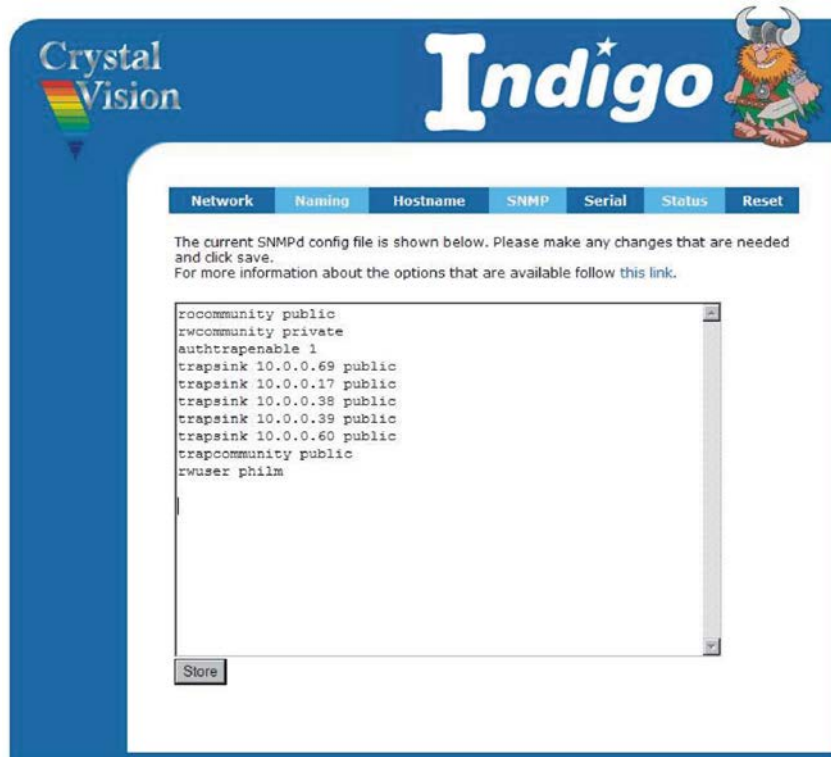 Crystal
Vision
Indigo
Network Naming Hostname SNMP Serial Status Reset
The current SNMPd config file is shown below. Please make any changes that are needed
and click save.
For more information about the options that are available follow this link.
rocommunity public
rwcommunity private
authtrapenable 1
trapsink 10.0.0.69 public
trapsink 10.0.0.17 public
trapsink 10.0.0.38 public
trapsink 10.0.0.39 public
trapsink 10.0.0.60 public
trapcommunity public
rwuser philm
Store